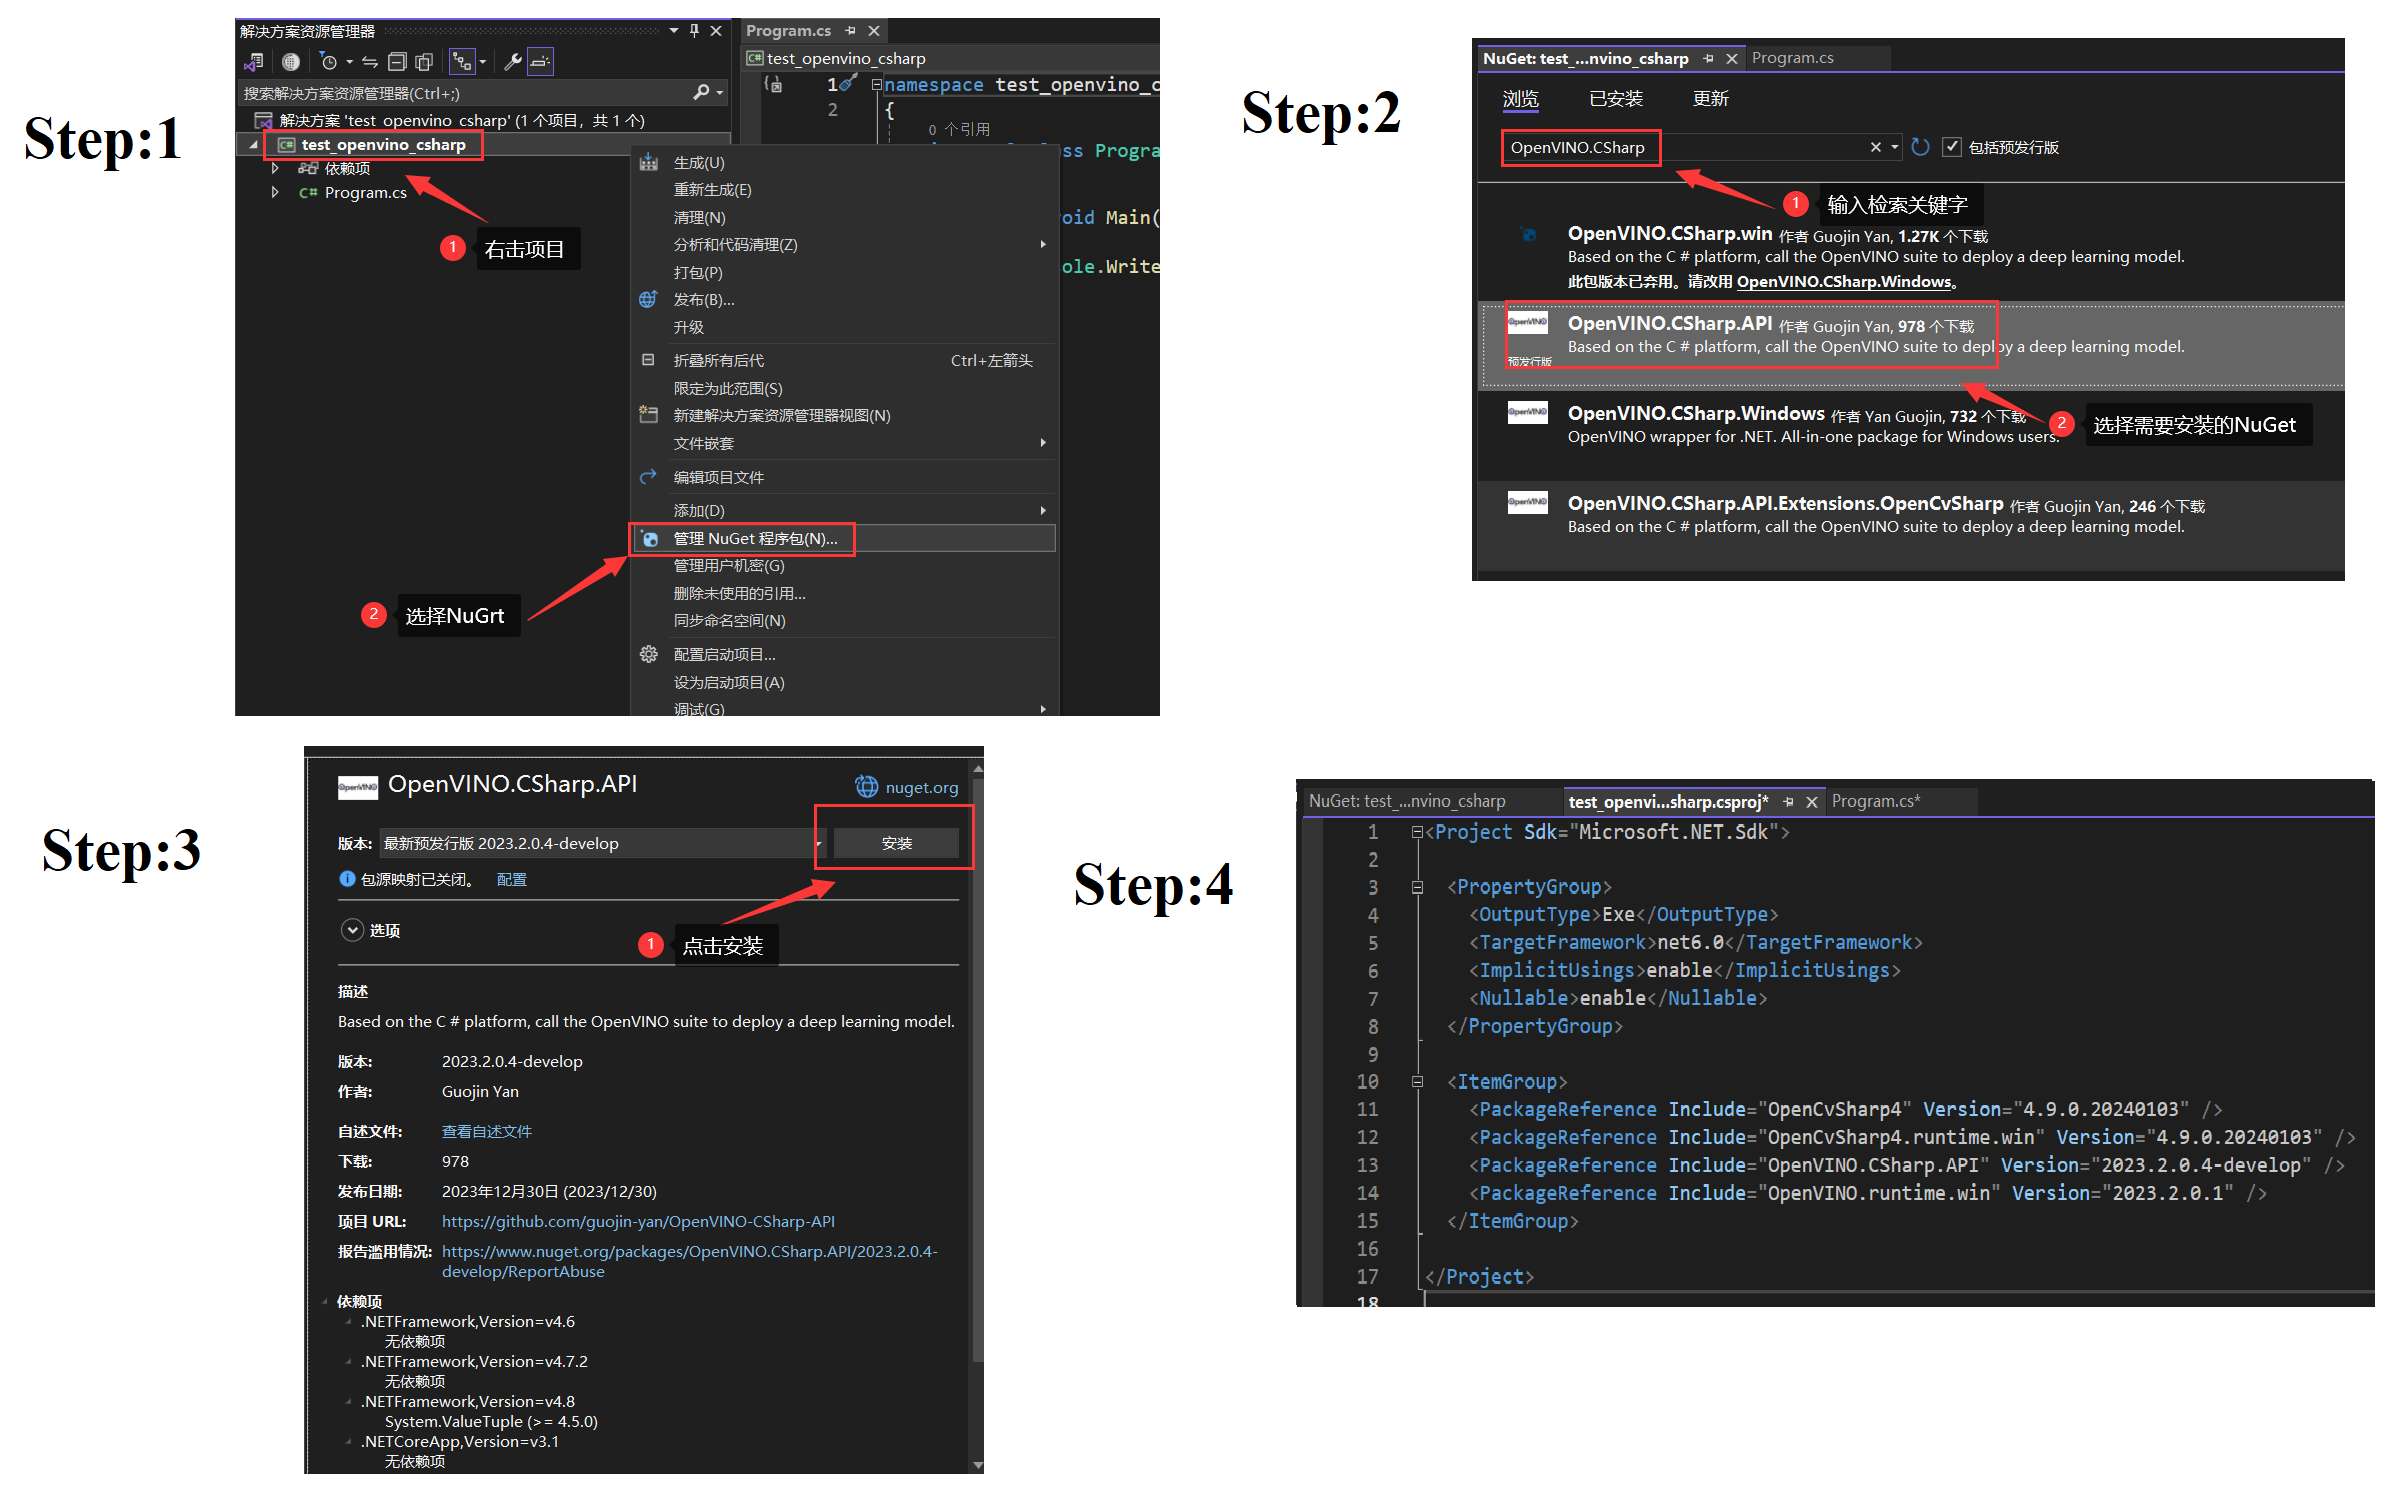 Step:1
解决方案资源管理器
搜索解决方案资源管理器(Ctrl+;)
解决方案 'test_openvino_csharp' (1 个项目，共 1 个)
C# test_openvino_csharp
依赖项
C# Program.cs
1 右击项目
2 选择NuGrt
Program.cs
C# test_openvino_csharp
1 namespace test_openvino_c
2 {
0 个引用
ss Progra
oid Main(
ole.Write
生成(U)
重新生成(E)
清理(N)
分析和代码清理(Z)
打包(P)
发布(B)...
升级
折叠所有后代 Ctrl+左箭头
限定为此范围(S)
新建解决方案资源管理器视图(N)
文件嵌套
编辑项目文件
添加(D)
管理 NuGet 程序包(N)...
管理用户机密(G)
删除未使用的引用...
同步命名空间(N)
配置启动项目...
设为启动项目(A)
调试(G)
Step:2
NuGet: test_...nvino_csharp Program.cs
浏览 已安装 更新
OpenVINO.CSharp 包括预发行版
1 输入检索关键字
OpenVINO.CSharp.win 作者 Guojin Yan, 1.27K 个下载
Based on the C # platform, call the OpenVINO suite to deploy a deep learning model.
此包版本已弃用。请改用 OpenVINO.CSharp.Windows。
OpenVINO OpenVINO.CSharp.API 作者 Guojin Yan, 978 个下载
Based on the C # platform, call the OpenVINO suite to deploy a deep learning model.
预发行版
OpenVINO OpenVINO.CSharp.Windows 作者 Yan Guojin, 732 个下载
OpenVINO wrapper for .NET. All-in-one package for Windows users.
2 选择需要安装的NuGet
OpenVINO OpenVINO.CSharp.API.Extensions.OpenCvSharp 作者 Guojin Yan, 246 个下载
Based on the C # platform, call the OpenVINO suite to deploy a deep learning model.
Step:3
OpenVINO OpenVINO.CSharp.API nuget.org
版本: 最新预发行版 2023.2.0.4-develop 安装
包源映射已关闭。 配置
选项
1 点击安装
描述
Based on the C # platform, call the OpenVINO suite to deploy a deep learning model.
版本: 2023.2.0.4-develop
作者: Guojin Yan
自述文件: 查看自述文件
下载: 978
发布日期: 2023年12月30日 (2023/12/30)
项目 URL: https://github.com/guojin-yan/OpenVINO-CSharp-API
报告滥用情况: https://www.nuget.org/packages/OpenVINO.CSharp.API/2023.2.0.4-
develop/ReportAbuse
依赖项
.NETFramework,Version=v4.6
无依赖项
.NETFramework,Version=v4.7.2
无依赖项
.NETFramework,Version=v4.8
System.ValueTuple (>= 4.5.0)
.NETCoreApp,Version=v3.1
无依赖项
Step:4
NuGet: test_...nvino_csharp test_openvi...sharp.csproj* Program.cs*
1 <Project Sdk="Microsoft.NET.Sdk">
2
3 <PropertyGroup>
4 <OutputType>Exe</OutputType>
5 <TargetFramework>net6.0</TargetFramework>
6 <ImplicitUsings>enable</ImplicitUsings>
7 <Nullable>enable</Nullable>
8 </PropertyGroup>
9
10 <ItemGroup>
11 <PackageReference Include="OpenCvSharp4" Version="4.9.0.20240103" />
12 <PackageReference Include="OpenCvSharp4.runtime.win" Version="4.9.0.20240103" />
13 <PackageReference Include="OpenVINO.CSharp.API" Version="2023.2.0.4-develop" />
14 <PackageReference Include="OpenVINO.runtime.win" Version="2023.2.0.1" />
15 </ItemGroup>
16
17 </Project>
18